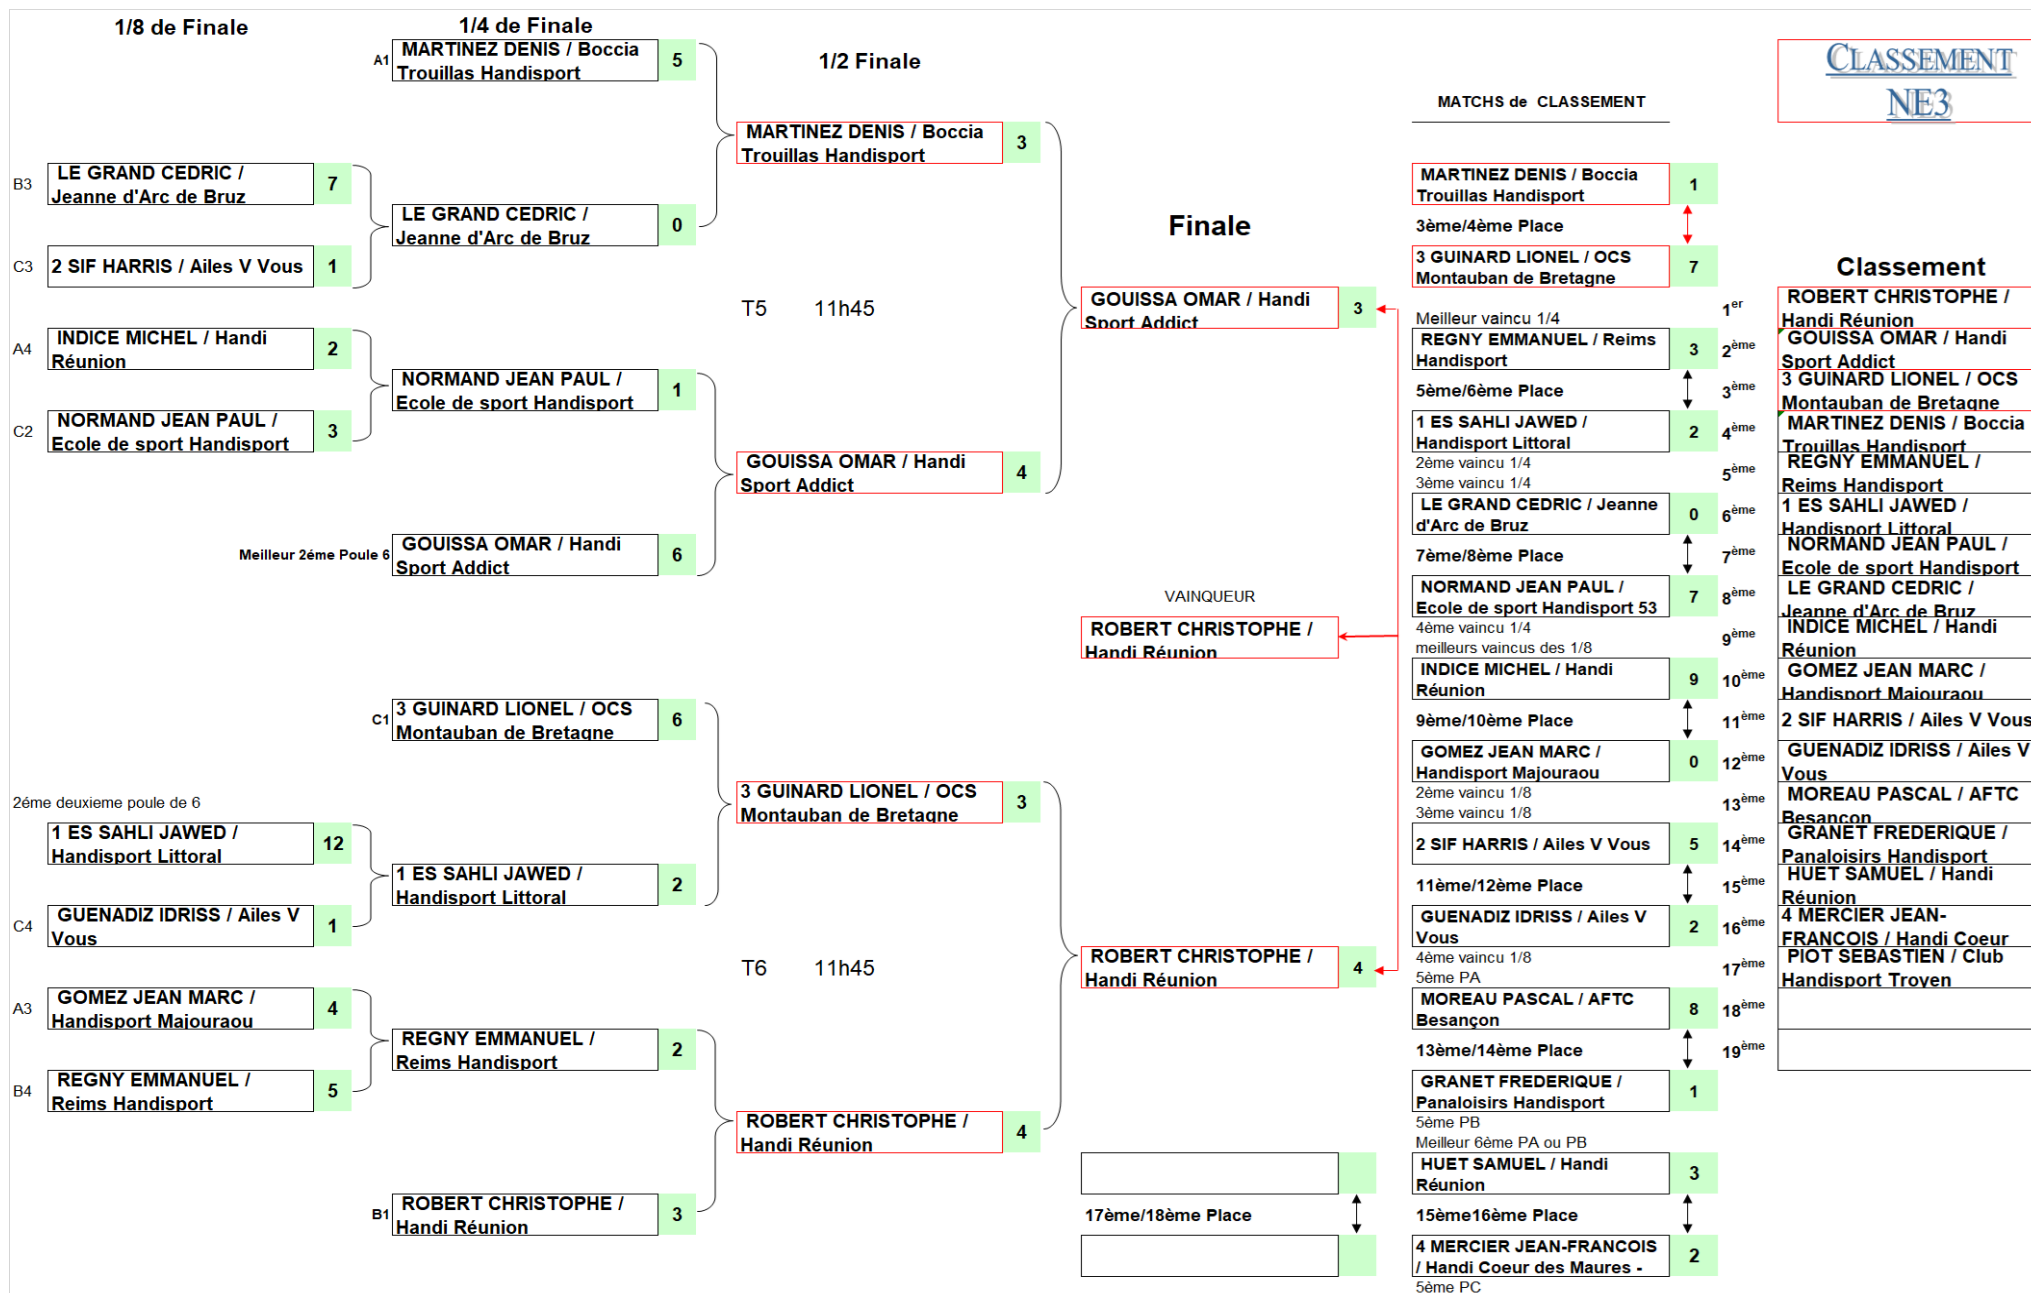 1/8 de Finale
1/4 de Finale
1/2 Finale
Finale
A1
MARTINEZ DENIS / Boccia
Trouillas Handisport
5
B3
LE GRAND CEDRIC /
Jeanne d'Arc de Bruz
7
C3
2 SIF HARRIS / Ailes V Vous
1
LE GRAND CEDRIC /
Jeanne d'Arc de Bruz
0
MARTINEZ DENIS / Boccia
Trouillas Handisport
3
A4
INDICE MICHEL / Handi
Réunion
2
C2
NORMAND JEAN PAUL /
Ecole de sport Handisport
3
NORMAND JEAN PAUL /
Ecole de sport Handisport
1
T5 11h45
GOUISSA OMAR / Handi
Sport Addict
4
Meilleur 2éme Poule 6
GOUISSA OMAR / Handi
Sport Addict
6
GOUISSA OMAR / Handi
Sport Addict
3
VAINQUEUR
ROBERT CHRISTOPHE /
Handi Réunion
C1
3 GUINARD LIONEL / OCS
Montauban de Bretagne
6
2éme deuxieme poule de 6
1 ES SAHLI JAWED /
Handisport Littoral
12
C4
GUENADIZ IDRISS / Ailes V
Vous
1
1 ES SAHLI JAWED /
Handisport Littoral
2
3 GUINARD LIONEL / OCS
Montauban de Bretagne
3
T6 11h45
A3
GOMEZ JEAN MARC /
Handisport Majouraou
4
B4
REGNY EMMANUEL /
Reims Handisport
5
REGNY EMMANUEL /
Reims Handisport
2
B1
ROBERT CHRISTOPHE /
Handi Réunion
3
ROBERT CHRISTOPHE /
Handi Réunion
4
ROBERT CHRISTOPHE /
Handi Réunion
4
17ème/18ème Place
MATCHS de CLASSEMENT
MARTINEZ DENIS / Boccia
Trouillas Handisport
1
3ème/4ème Place
3 GUINARD LIONEL / OCS
Montauban de Bretagne
7
Meilleur vaincu 1/4
REGNY EMMANUEL / Reims
Handisport
3
5ème/6ème Place
1 ES SAHLI JAWED /
Handisport Littoral
2
2ème vaincu 1/4
3ème vaincu 1/4
LE GRAND CEDRIC / Jeanne
d'Arc de Bruz
0
7ème/8ème Place
NORMAND JEAN PAUL /
Ecole de sport Handisport 53
7
4ème vaincu 1/4
meilleurs vaincus des 1/8
INDICE MICHEL / Handi
Réunion
9
9ème/10ème Place
GOMEZ JEAN MARC /
Handisport Majouraou
0
2ème vaincu 1/8
3ème vaincu 1/8
2 SIF HARRIS / Ailes V Vous
5
11ème/12ème Place
GUENADIZ IDRISS / Ailes V
Vous
2
4ème vaincu 1/8
5ème PA
MOREAU PASCAL / AFTC
Besançon
8
13ème/14ème Place
GRANET FREDERIQUE /
Panaloisirs Handisport
1
5ème PB
Meilleur 6ème PA ou PB
HUET SAMUEL / Handi
Réunion
3
15ème16ème Place
4 MERCIER JEAN-FRANCOIS
/ Handi Coeur des Maures -
2
5ème PC
CLASSEMENT
NE3
Classement
1er
ROBERT CHRISTOPHE /
Handi Réunion
2ème
GOUISSA OMAR / Handi
Sport Addict
3ème
3 GUINARD LIONEL / OCS
Montauban de Bretagne
4ème
MARTINEZ DENIS / Boccia
Trouillas Handisport
5ème
REGNY EMMANUEL /
Reims Handisport
6ème
1 ES SAHLI JAWED /
Handisport Littoral
7ème
NORMAND JEAN PAUL /
Ecole de sport Handisport
8ème
LE GRAND CEDRIC /
Jeanne d'Arc de Bruz
9ème
INDICE MICHEL / Handi
Réunion
10ème
GOMEZ JEAN MARC /
Handisport Majouraou
11ème
2 SIF HARRIS / Ailes V Vous
12ème
GUENADIZ IDRISS / Ailes V
Vous
13ème
MOREAU PASCAL / AFTC
Besançon
14ème
GRANET FREDERIQUE /
Panaloisirs Handisport
15ème
HUET SAMUEL / Handi
Réunion
16ème
4 MERCIER JEAN-
FRANCOIS / Handi Coeur
17ème
PIOT SEBASTIEN / Club
Handisport Troyen
18ème
19ème